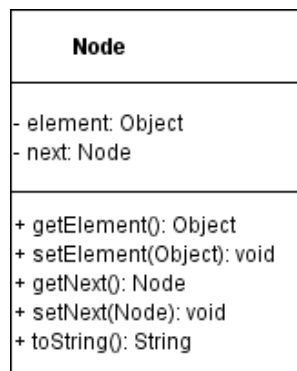 Node
- element: Object
- next: Node
+ getElement(): Object
+ setElement(Object): void
+ getNext(): Node
+ setNext(Node): void
+ toString(): String